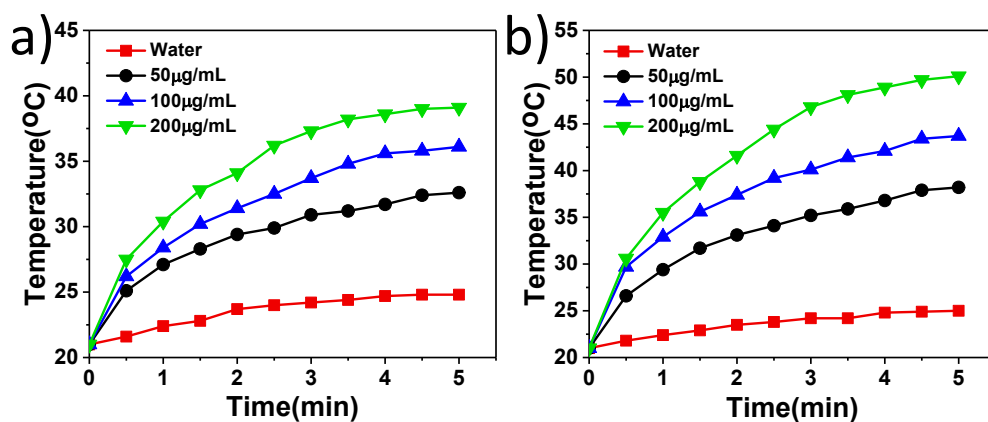 a)
Temperature(°C)
45
40
35
30
25
20
Water
50μg/mL
100μg/mL
200μg/mL
0 1 2 3 4 5
Time(min)
b)
Temperature(°C)
55
50
45
40
35
30
25
20
Water
50μg/mL
100μg/mL
200μg/mL
0 1 2 3 4 5
Time(min)